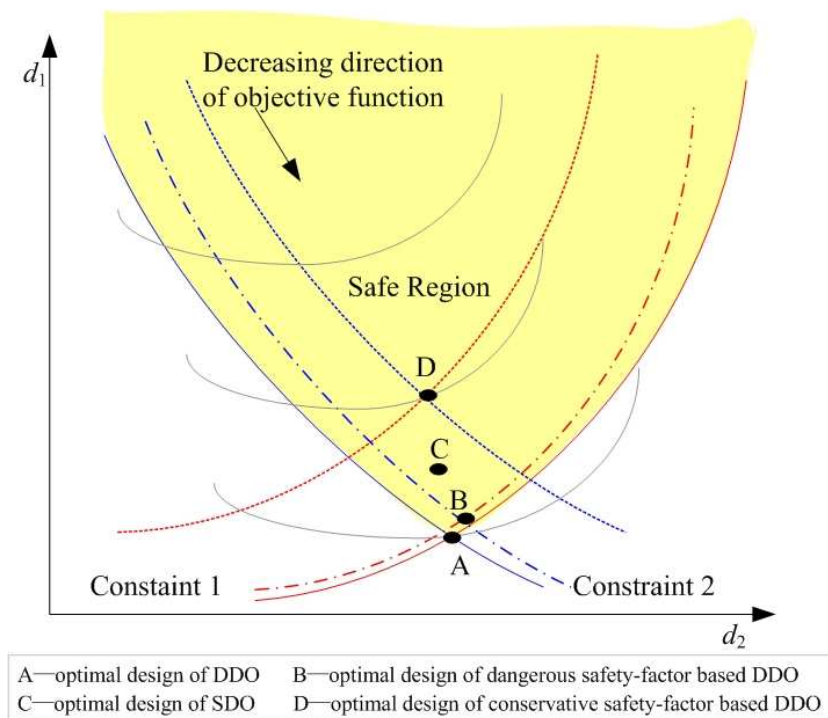 d1
Decreasing direction
of objective function
Safe Region
D
C
B
A
Constaint 1
Constraint 2
d2
A—optimal design of DDO B—optimal design of dangerous safety-factor based DDO
C—optimal design of SDO D—optimal design of conservative safety-factor based DDO